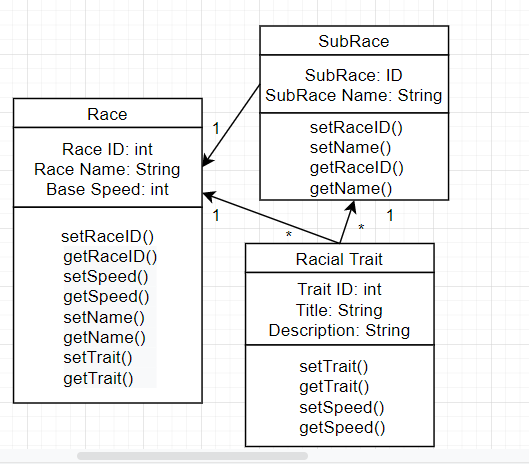 SubRace
SubRace: ID
SubRace Name: String
setRaceID()
setName()
getRaceID()
getName()
Race
Race ID: int
Race Name: String
Base Speed: int
setRaceID()
getRaceID()
setSpeed()
getSpeed()
setName()
getName()
setTrait()
getTrait()
1
1
*
*
1
Racial Trait
Trait ID: int
Title: String
Description: String
setTrait()
getTrait()
setSpeed()
getSpeed()